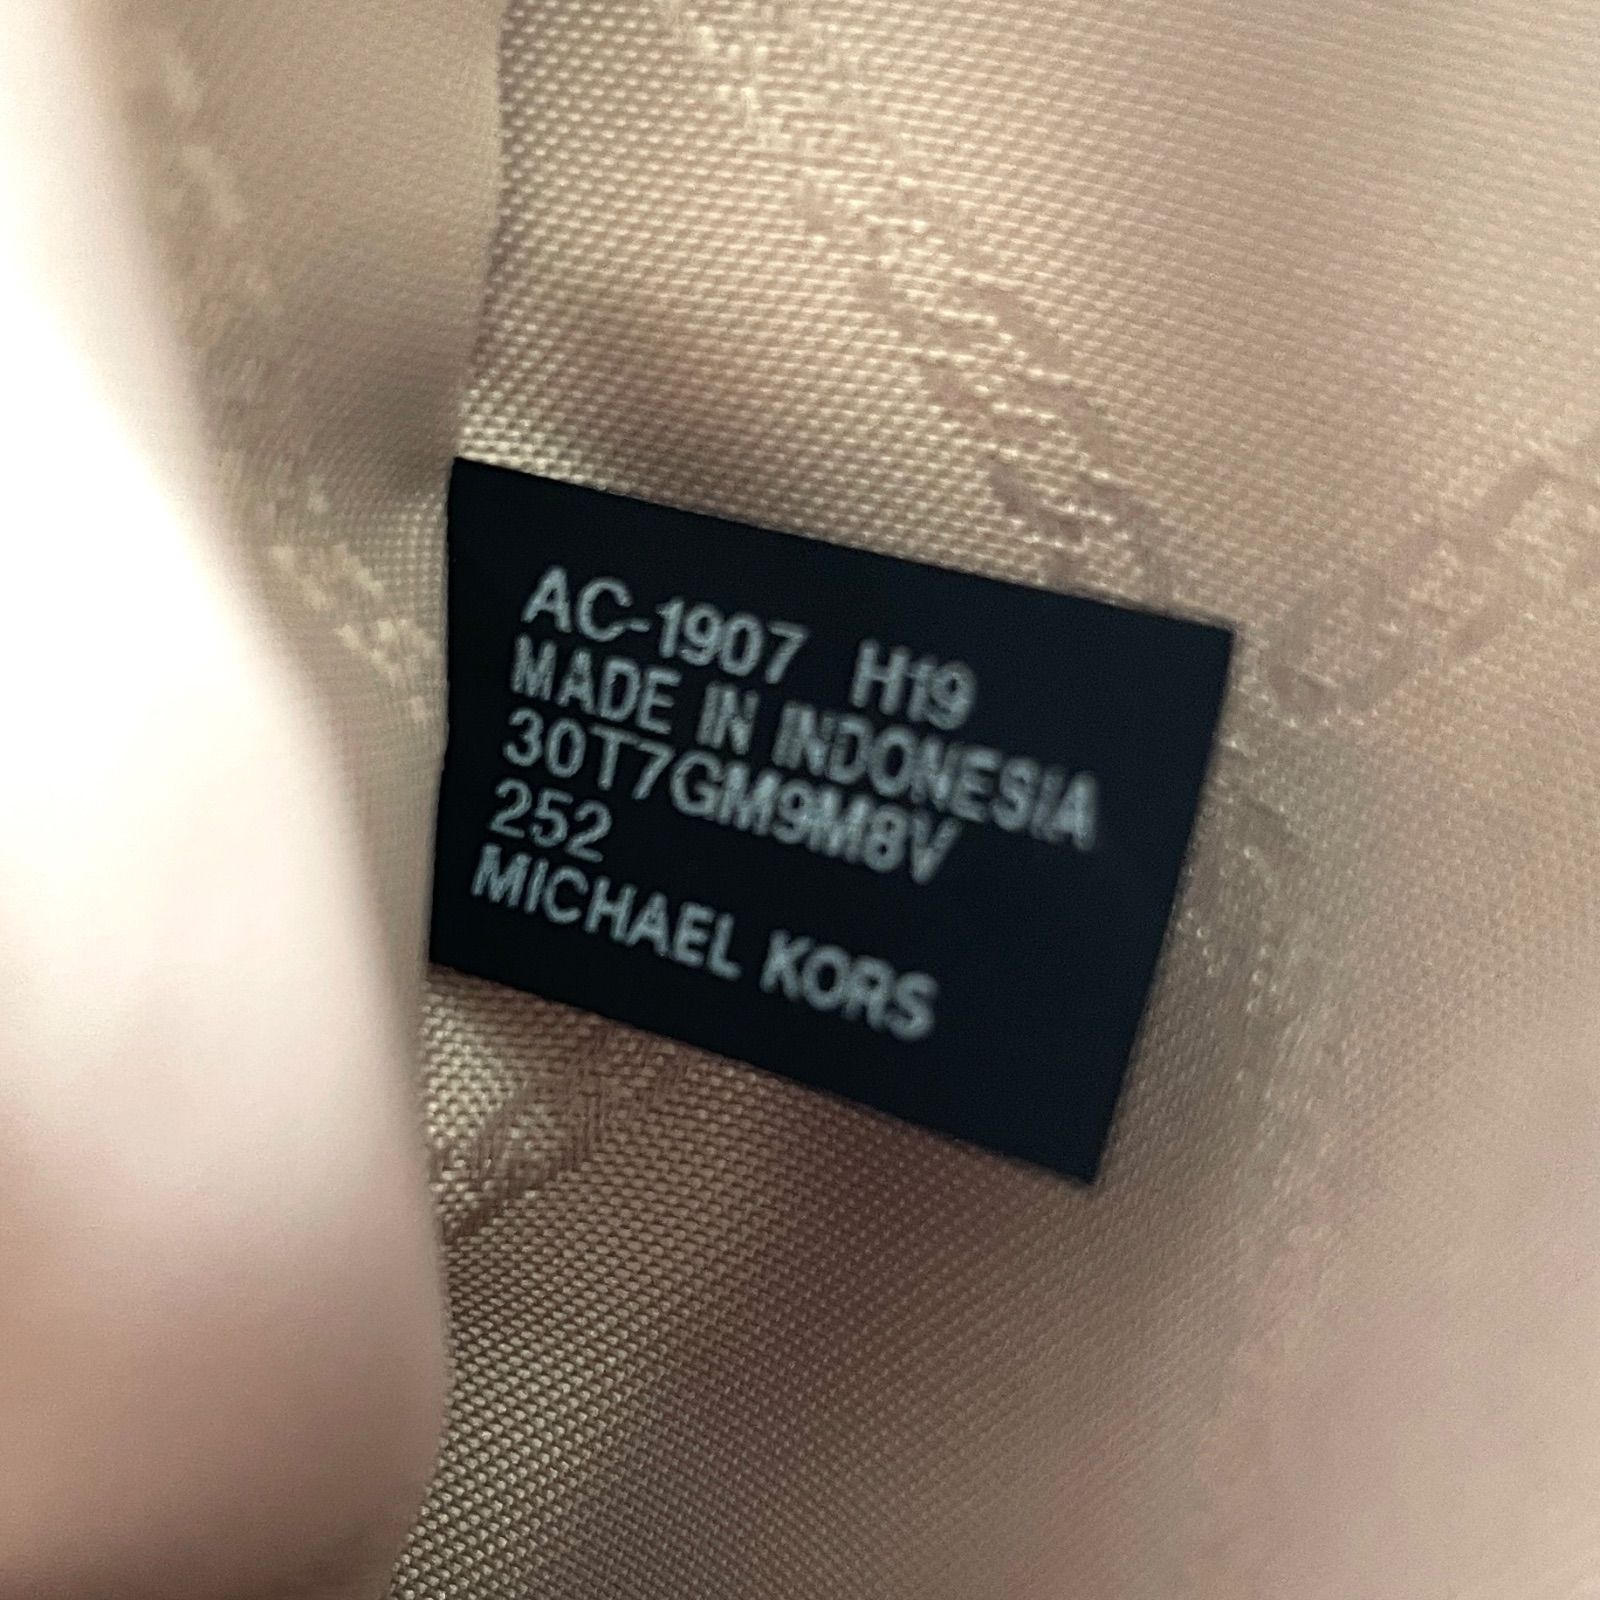 AC-1907 H19
MADE IN INDONESIA
30T7GM9M8V
252
MICHAEL KORS